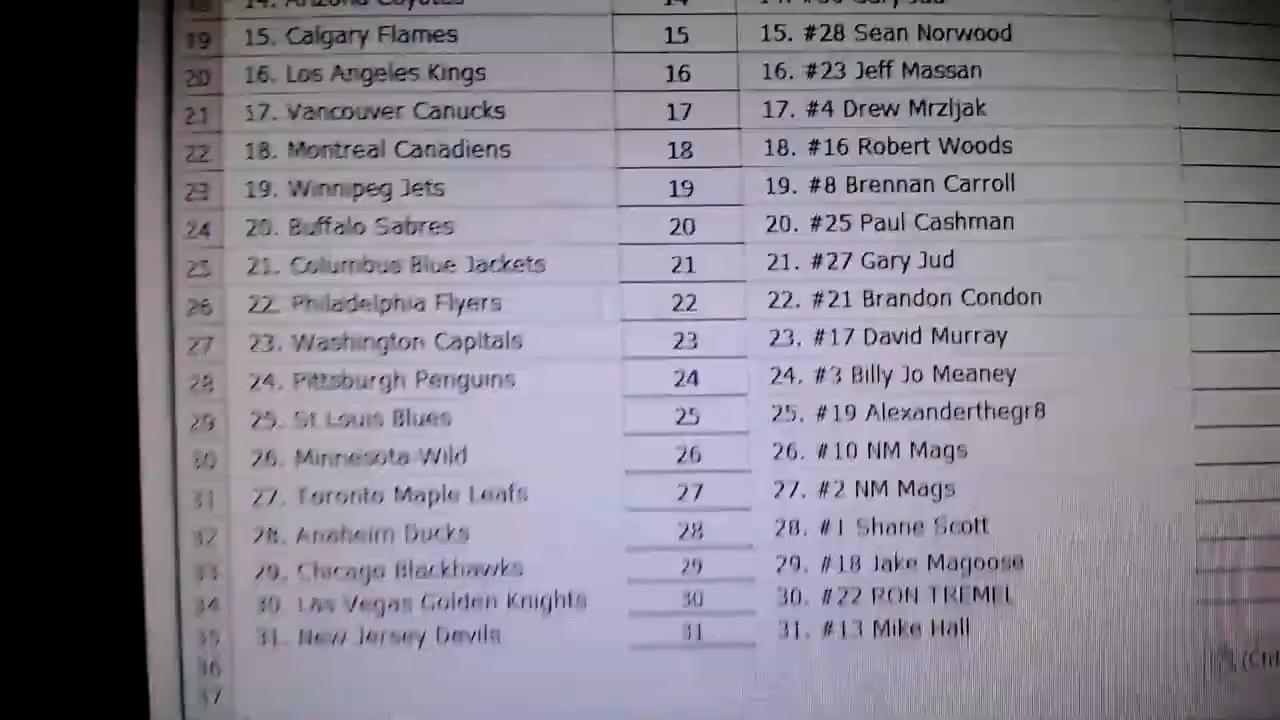 14. Arizona Coyotes 14
19 15. Calgary Flames 15 15. #28 Sean Norwood
20 16. Los Angeles Kings 16 16. #23 Jeff Massan
21 17. Vancouver Canucks 17 17. #4 Drew Mrzljak
22 18. Montreal Canadiens 18 18. #16 Robert Woods
23 19. Winnipeg Jets 19 19. #8 Brennan Carroll
24 20. Buffalo Sabres 20 20. #25 Paul Cashman
25 21. Columbus Blue Jackets 21 21. #27 Gary Jud
26 22. Philadelphia Flyers 22 22. #21 Brandon Condon
27 23. Washington Capitals 23 23. #17 David Murray
28 24. Pittsburgh Penguins 24 24. #3 Billy Jo Meaney
29 25. St Louis Blues 25 25. #19 Alexanderthegr8
30 26. Minnesota Wild 26 26. #10 NM Mags
31 27. Toronto Maple Leafs 27 27. #2 NM Mags
32 28. Anaheim Ducks 28 28. #1 Shane Scott
33 29. Chicago Blackhawks 29 29. #18 Jake Magoose
34 30. Las Vegas Golden Knights 30 30. #22 RON TREMEL
35 31. New Jersey Devils 31 31. #13 Mike Hall
36
37